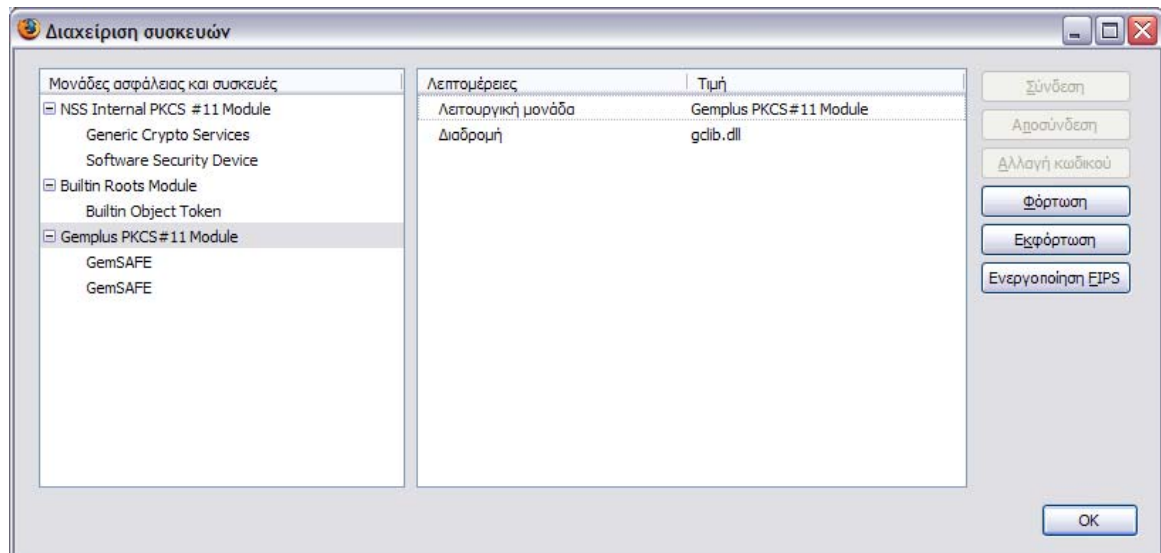 Διαχείριση συσκευών
Μονάδες ασφάλειας και συσκευές
NSS Internal PKCS #11 Module
Generic Crypto Services
Software Security Device
Builtin Roots Module
Builtin Object Token
Gemplus PKCS#11 Module
GemSAFE
GemSAFE
Λεπτομέρειες Τιμή
Λειτουργική μονάδα Gemplus PKCS#11 Module
Διαδρομή gclib.dll
Σύνδεση
Αποσύνδεση
Αλλαγή κωδικού
Φόρτωση
Εκφόρτωση
Ενεργοποίηση FIPS
OK